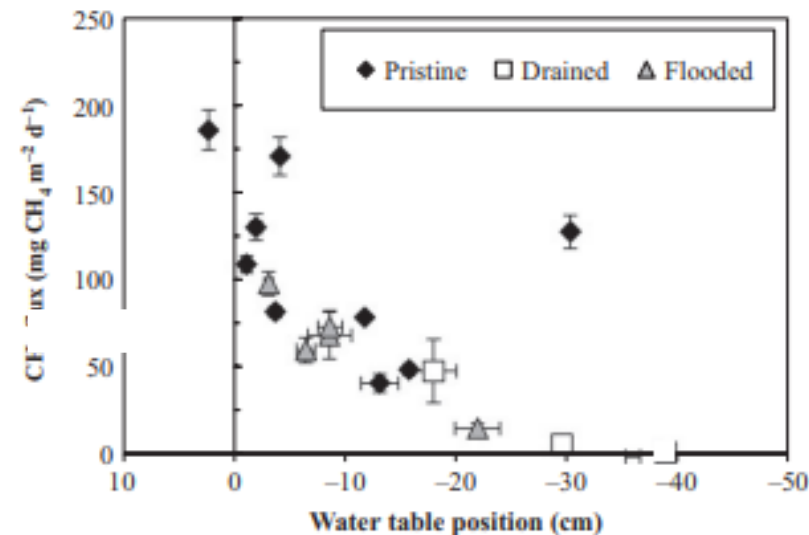 250
200
150
100
50
0
(mg CH₄ m⁻² d⁻¹)
◆ Pristine □ Drained △ Flooded
10 0 –10 –20 –30 –40 –50
Water table position (cm)